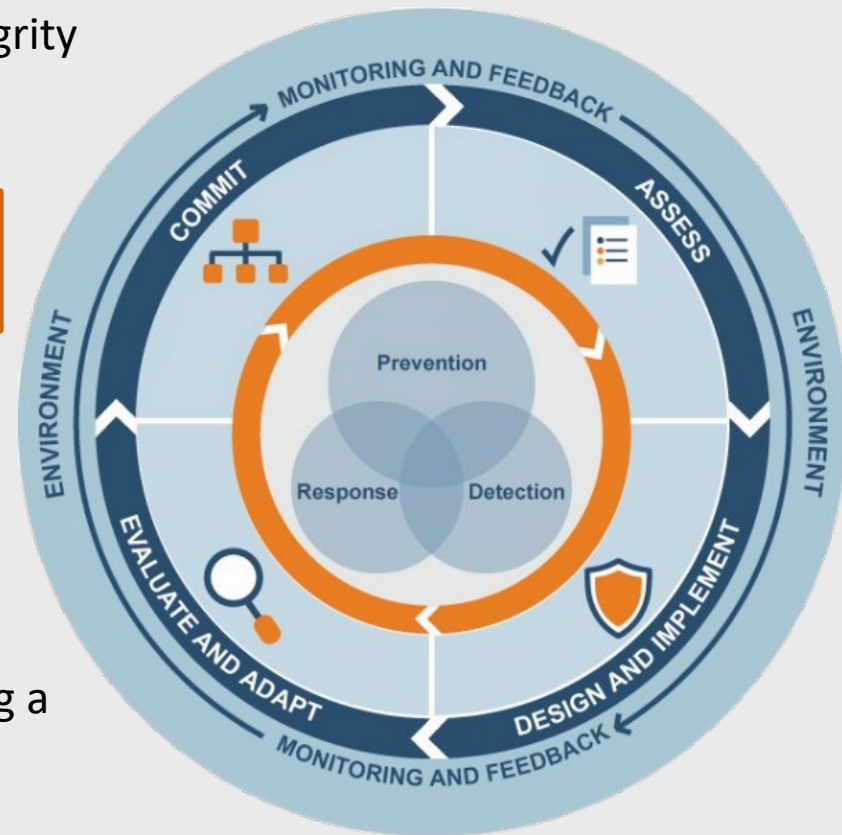 grity
MONITORING AND FEEDBACK
COMMIT
ASSESS
ENVIRONMENT
ENVIRONMENT
Prevention
Response
Detection
EVALUATE AND ADAPT
DESIGN AND IMPLEMENT
g a
MONITORING AND FEEDBACK